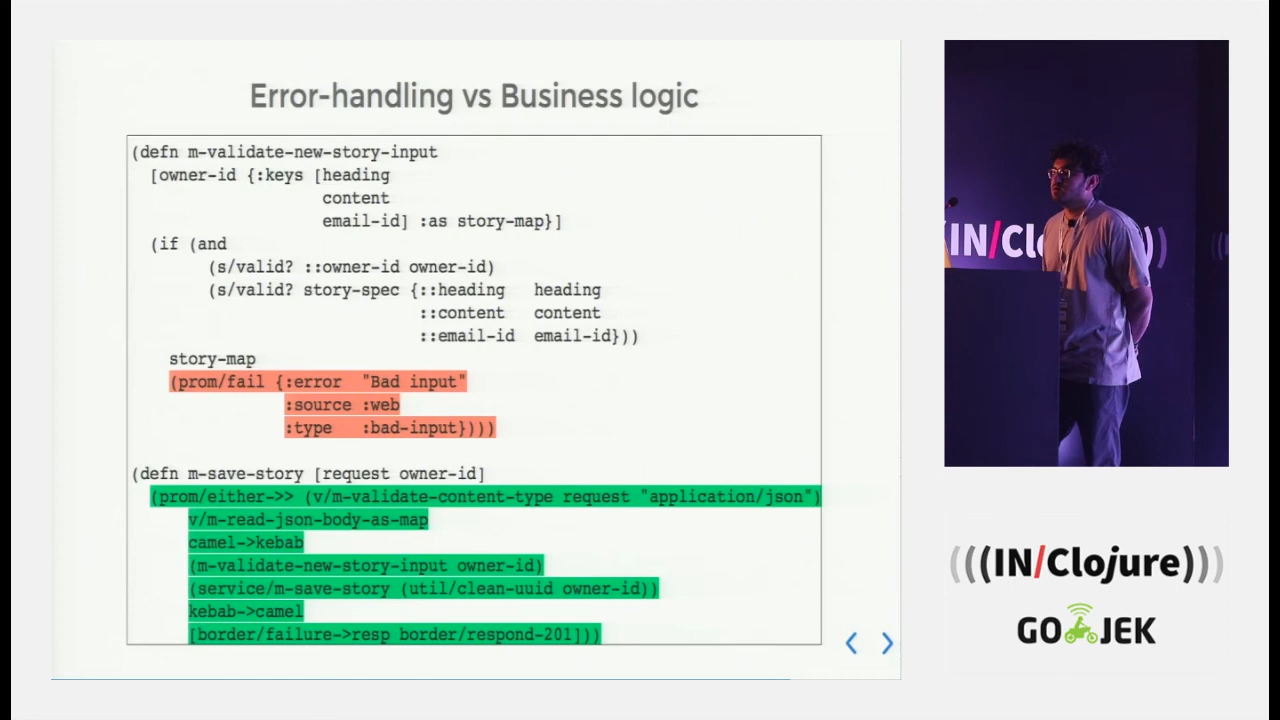 Error-handling vs Business logic
(defn m-validate-new-story-input
  [owner-id {:keys [heading
                    content
                    email-id] :as story-map}]
  (if (and
        (s/valid? ::owner-id owner-id)
        (s/valid? story-spec {::heading   heading
                              ::content   content
                              ::email-id  email-id}))
    story-map
    (prom/fail {:error  "Bad input"
                :source :web
                :type   :bad-input})))
(defn m-save-story [request owner-id]
  (prom/either->> (v/m-validate-content-type request "application/json")
      v/m-read-json-body-as-map
      camel->kebab
      (m-validate-new-story-input owner-id)
      (service/m-save-story (util/clean-uuid owner-id))
      kebab->camel
      [border/failure->resp border/respond-201]))
(IN/Clo ))
(((IN/Clojure)))
GOJEK